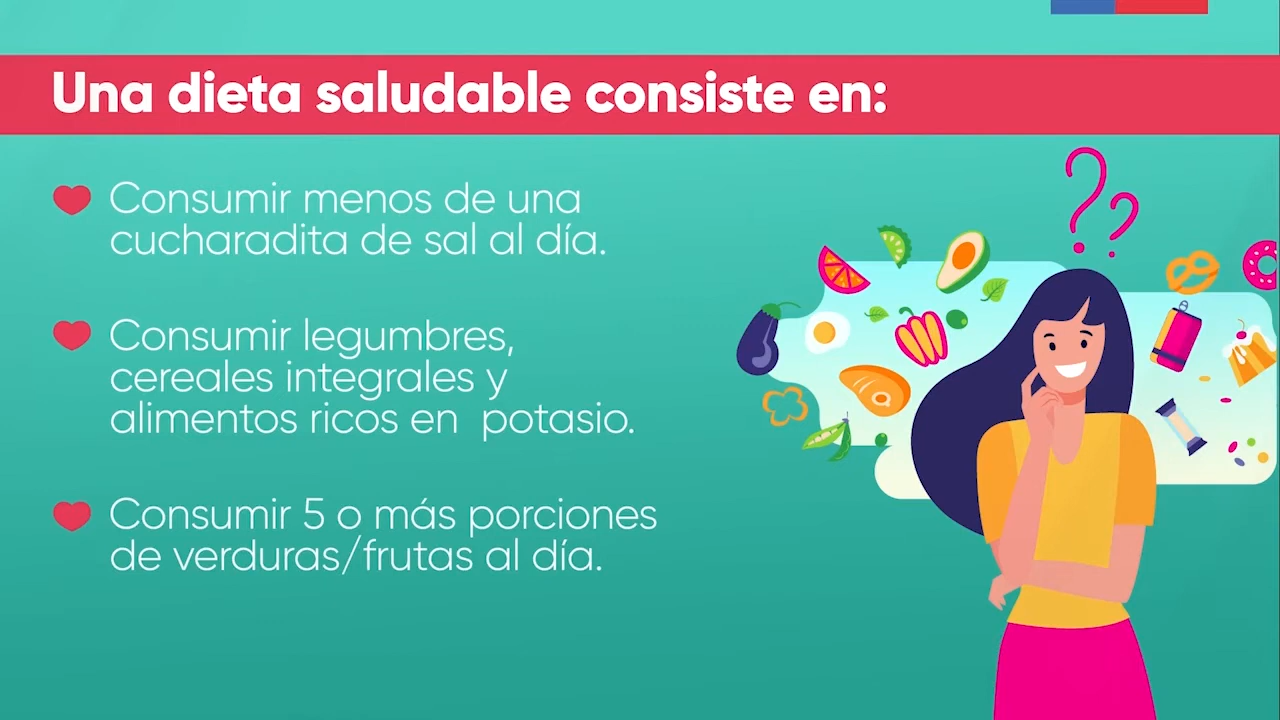 Una dieta saludable consiste en:
Consumir menos de una
cucharadita de sal al día.
Consumir legumbres,
cereales integrales y
alimentos ricos en  potasio.
Consumir 5 o más porciones
de verduras/frutas al día.